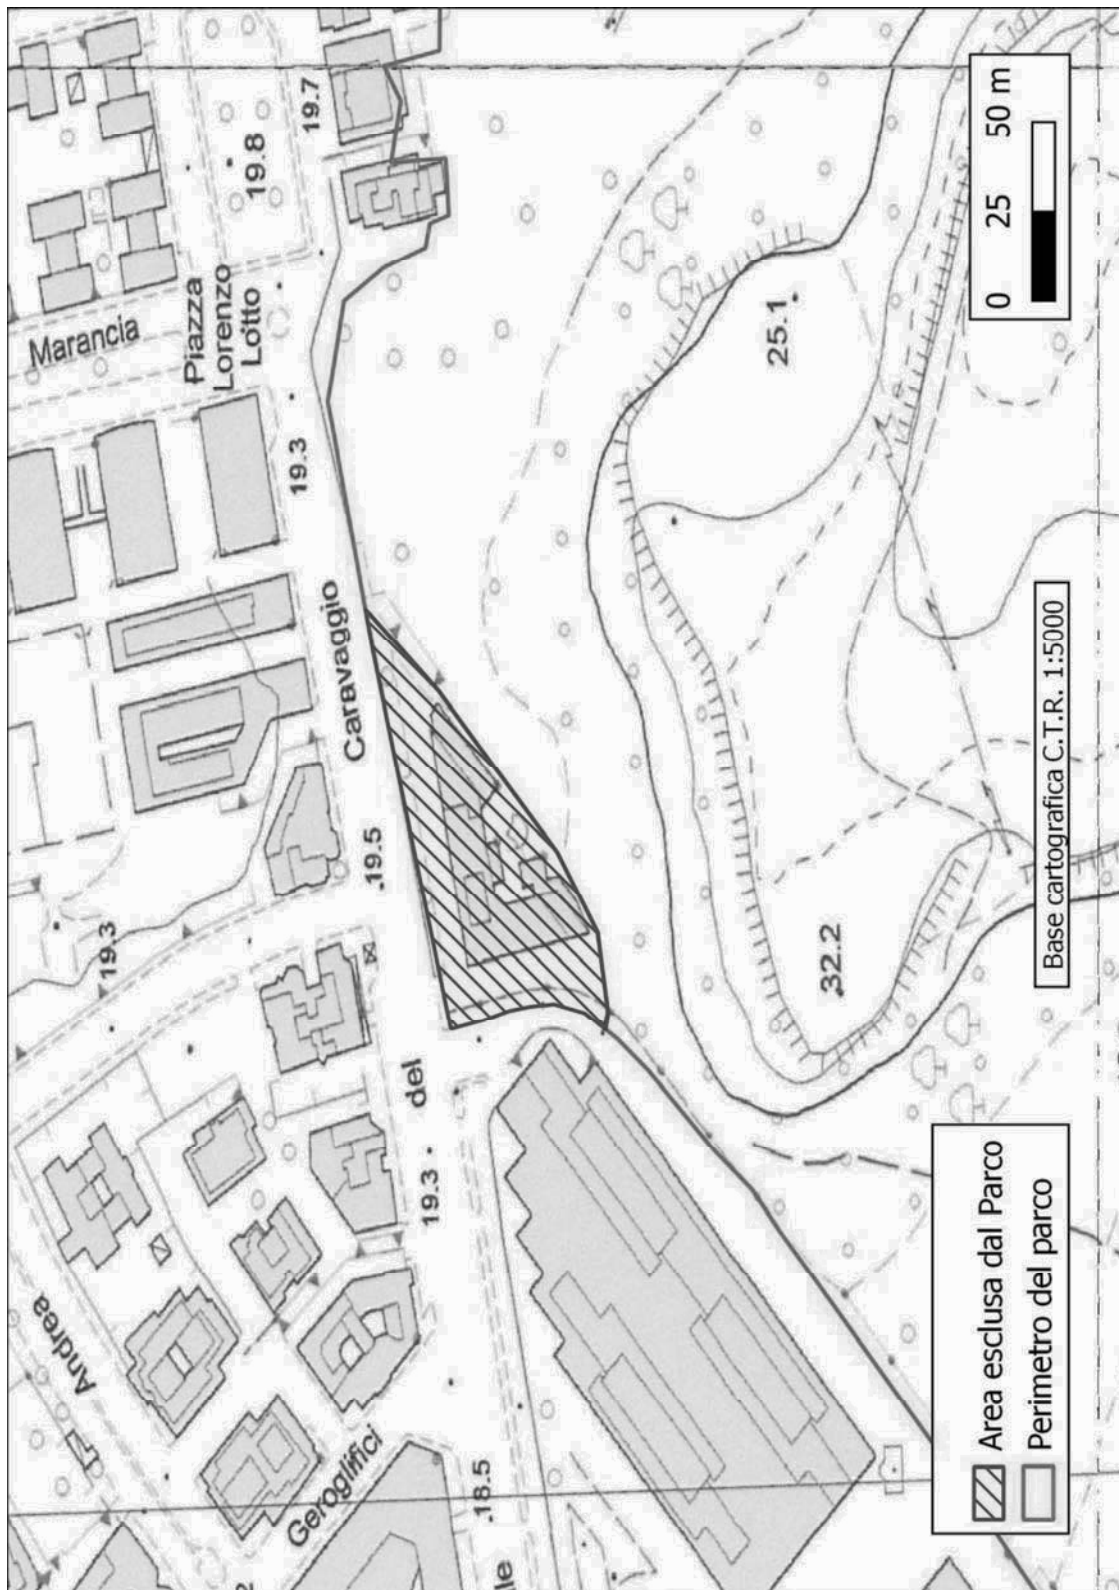 Andrea
Geroglifici
.18.5
le
19.3
del
19.3
.19.5
Caravaggio
19.3
Marancia
Piazza
Lorenzo
Lotto
19.8
19.7
32.2
25.1
Area esclusa dal Parco
Perimetro del parco
Base cartografica C.T.R. 1:5000
0 25 50 m